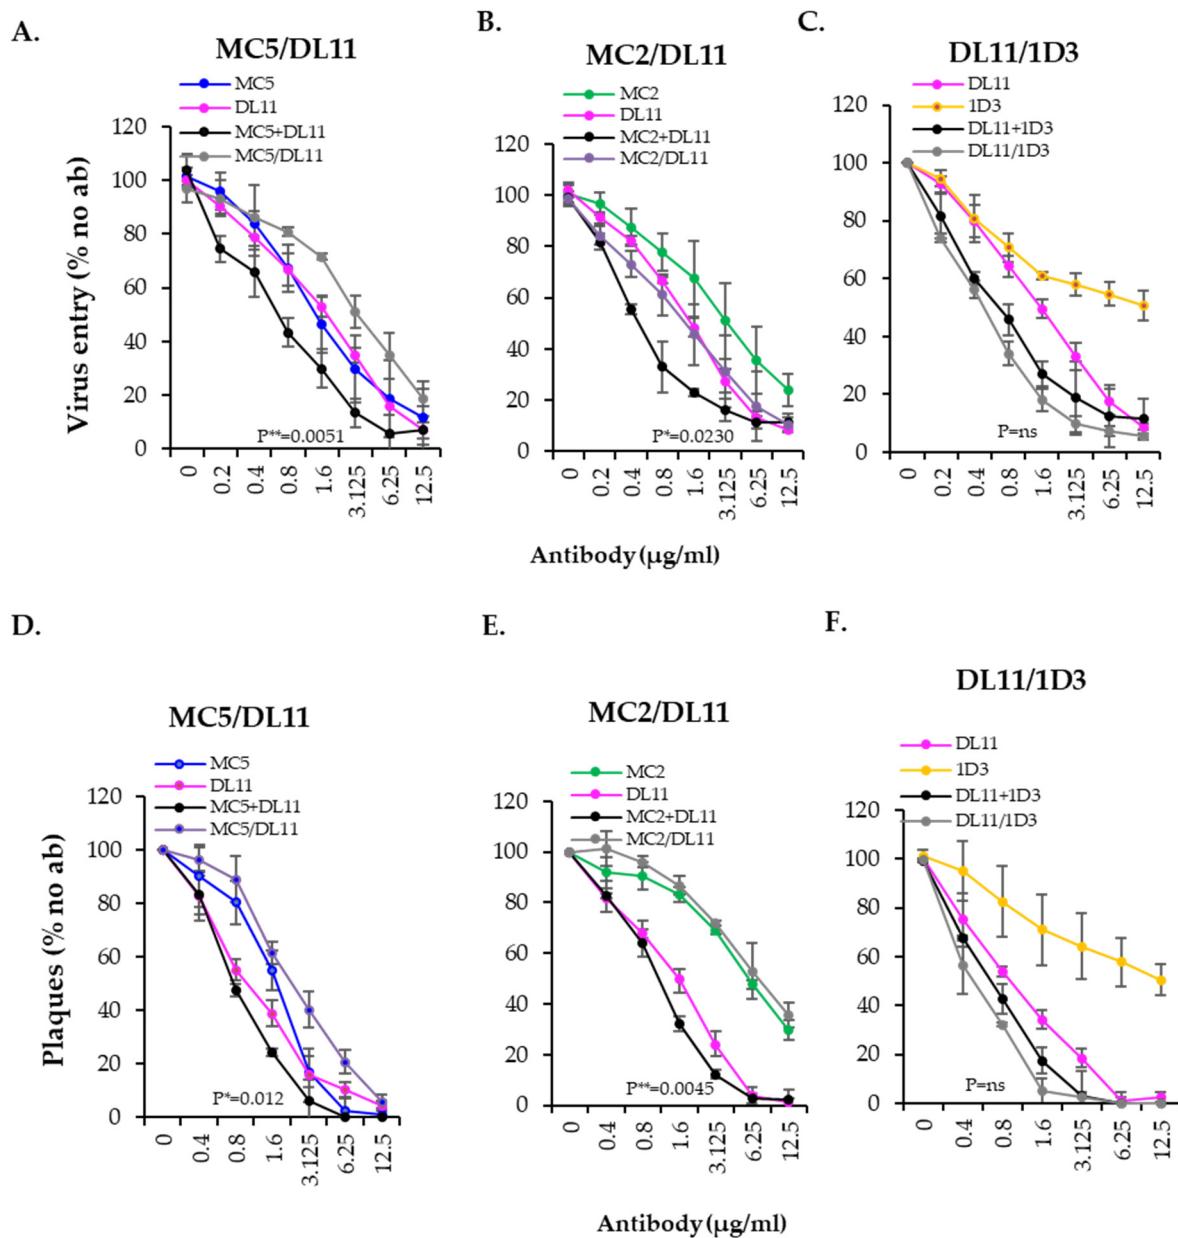 A.
MC5/DL11
MC5
DL11
MC5+DL11
MC5/DL11
Virus entry (% no ab)
120
100
80
60
40
20
0
P**=0.0051
0 0.2 0.4 0.8 1.6 3.125 6.25 12.5
B.
MC2/DL11
MC2
DL11
MC2+DL11
MC2/DL11
120
100
80
60
40
20
0
P*=0.0230
0 0.2 0.4 0.8 1.6 3.125 6.25 12.5
C.
DL11/1D3
DL11
1D3
DL11+1D3
DL11/1D3
120
100
80
60
40
20
0
P=ns
0 0.2 0.4 0.8 1.6 3.125 6.25 12.5
Antibody (µg/ml)
D.
MC5/DL11
MC5
DL11
MC5+DL11
MC5/DL11
Plaques (% no ab)
120
100
80
60
40
20
0
P*=0.012
0 0.4 0.8 1.6 3.125 6.25 12.5
E.
MC2/DL11
MC2
DL11
MC2+DL11
MC2/DL11
120
100
80
60
40
20
0
P**=0.0045
0 0.4 0.8 1.6 3.125 6.25 12.5
F.
DL11/1D3
DL11
1D3
DL11+1D3
DL11/1D3
120
100
80
60
40
20
0
P=ns
0 0.4 0.8 1.6 3.125 6.25 12.5
Antibody (µg/ml)